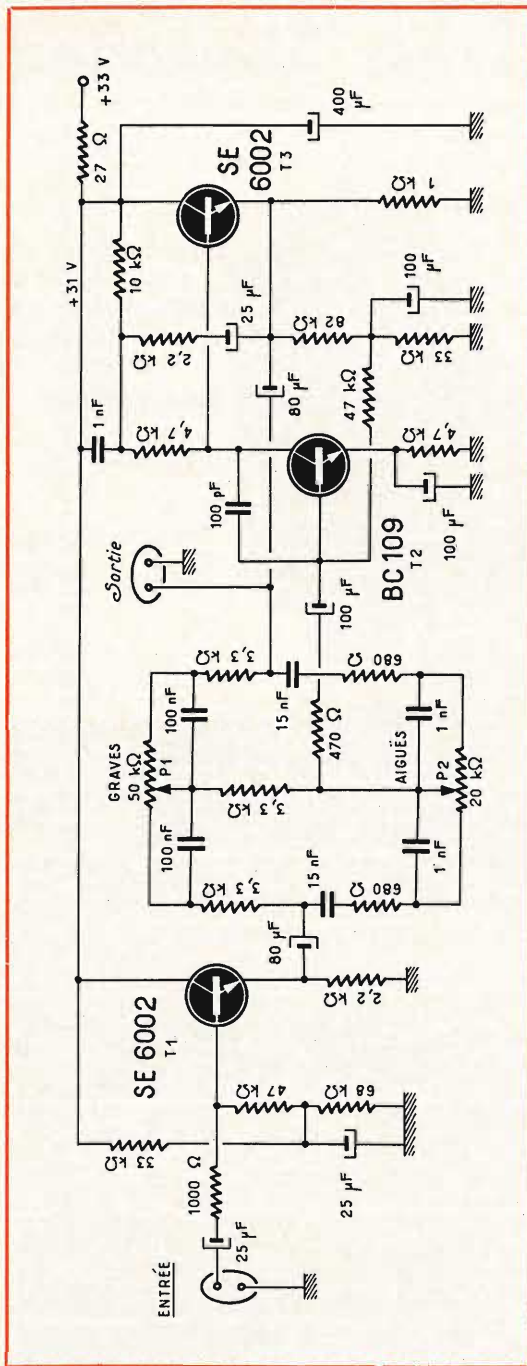 +33 V
27 Ω
+31 V
400 µF
SE 6002
T3
10 kΩ
1 kΩ
2,2 kΩ
25 µF
82 kΩ
100 µF
33 kΩ
1 nF
4,7 kΩ
80 µF
47 kΩ
100 pF
BC109
T2
4,7 kΩ
100 µF
Sortie
100 µF
GRAVES
50 kΩ
P1
100 nF
100 nF
3,3 kΩ
3,3 kΩ
3,3 kΩ
15 nF
15 nF
470 Ω
680 Ω
680 Ω
AIGUËS
1 nF
1 nF
P2
20 kΩ
80 µF
SE 6002
T1
2,2 kΩ
33 kΩ
47 kΩ
68 kΩ
1000 Ω
25 µF
25 µF
ENTRÉE